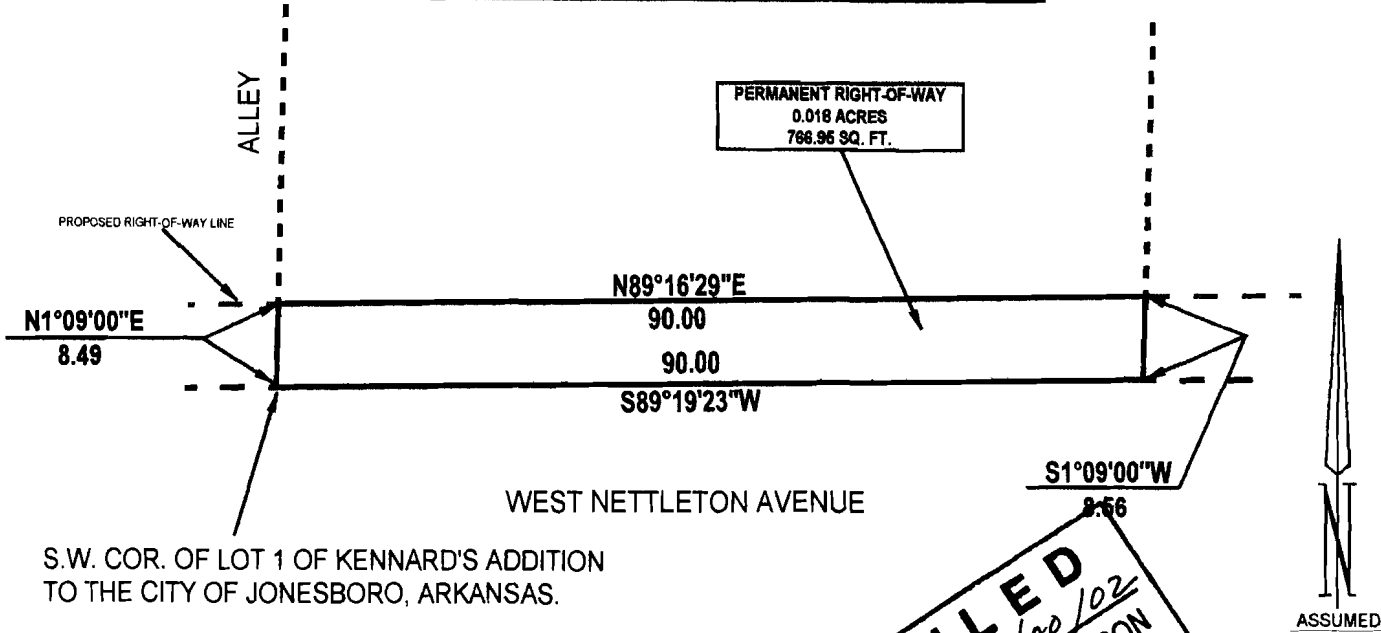 ALLEY
PERMANENT RIGHT-OF-WAY
0.018 ACRES
766.95 SQ. FT.
PROPOSED RIGHT-OF-WAY LINE
N89°16'29"E
90.00
N1°09'00"E
8.49
90.00
S89°19'23"W
S1°09'00"W
8.56
WEST NETTLETON AVENUE
S.W. COR. OF LOT 1 OF KENNARD'S ADDITION
TO THE CITY OF JONESBORO, ARKANSAS.
N
ASSUMED